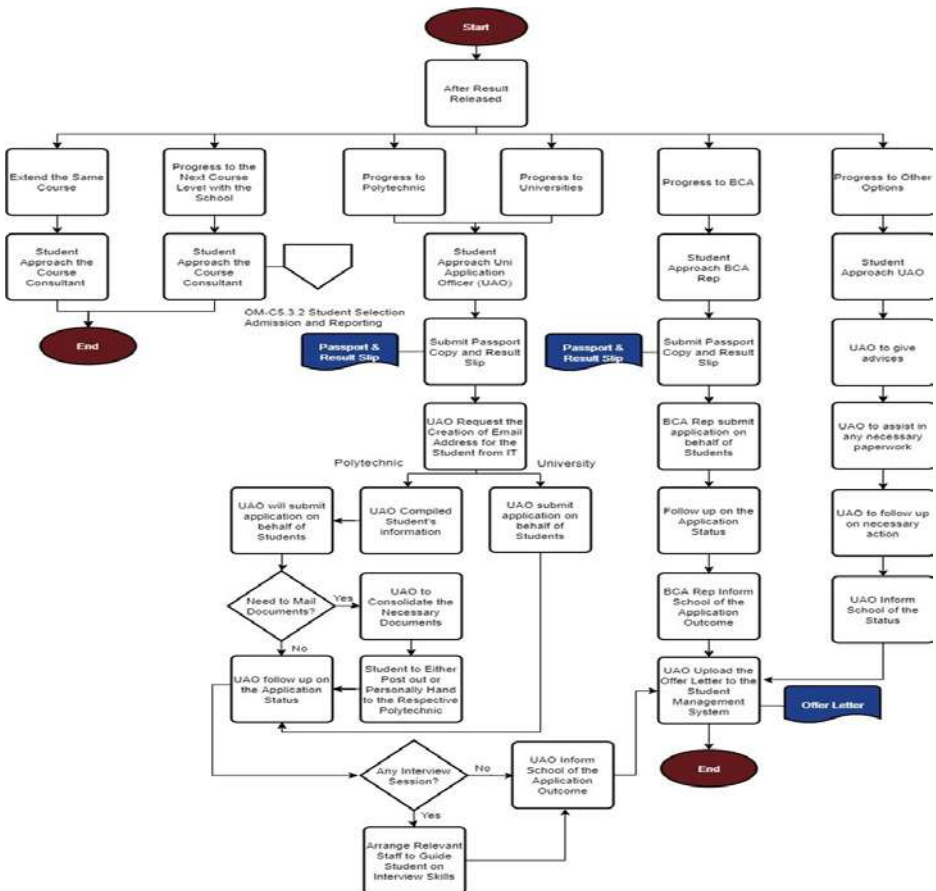 Start
After Result
Released
Extend the Same
Course
Progress to the
Next Course
Level with the
School
Progress to
Polytechnic
Progress to
Universities
Progress to BCA
Progress to Other
Options
Student
Approach the
Course
Consultant
Student
Approach the
Course
Consultant
Student
Approach Uni
Application
Officer (UAO)
Student
Approach BCA
Rep
Student
Approach UAO
OM-C5.3.2 Student Selection
Admission and Reporting
End
Passport &
Result Slip
Submit Passport
Copy and Result
Slip
Passport &
Result Slip
Submit Passport
Copy and Result
Slip
UAO to give
advices
UAO Request the
Creation of Email
Address for the
Student from IT
BCA Rep submit
application on
behalf of
Students
UAO to assist in
any necessary
paperwork
Polytechnic
University
UAO will submit
application on
behalf of
Students
UAO Compiled
Student's
information
UAO submit
application on
behalf of
Students
Follow up on the
Application
Status
UAO to follow up
on necessary
action
Need to Mail
Documents?
Yes
UAO to
Consolidate the
Necessary
Documents
BCA Rep Inform
School of the
Application
Outcome
UAO Inform
School of the
Status
No
UAO follow up on
the Application
Status
Student to Either
Post out or
Personally Hand
to the Respective
Polytechnic
UAO Upload the
Offer Letter to the
Student
Management
System
Offer Letter
Any Interview
Session?
No
UAO Inform
School of the
Application
Outcome
End
Yes
Arrange Relevant
Staff to Guide
Student on
Interview Skills